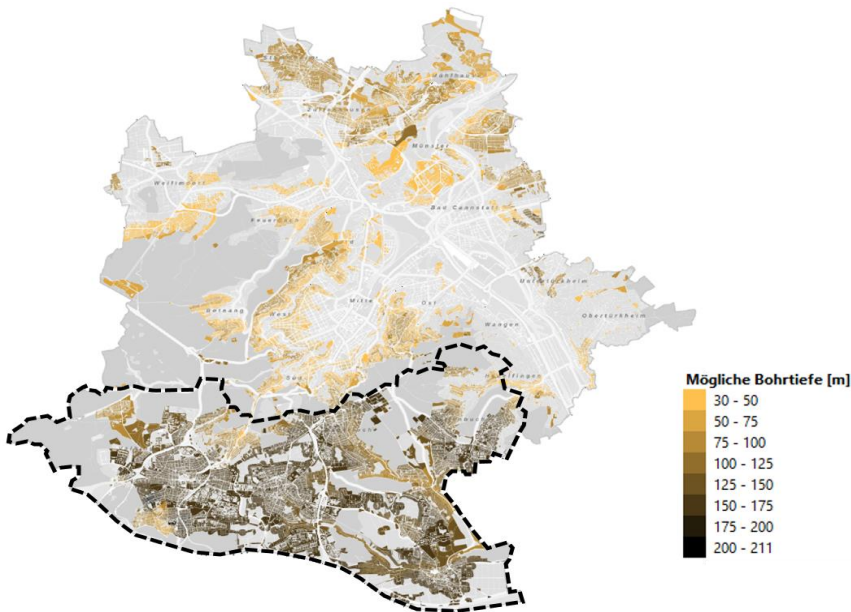 Münster
Weilimdorf
Bad Cannstatt
Feuerbach
Untertürkheim
Obertürkheim
Botnang
West
Mitte
Ost
Wangen
Süd
Mögliche Bohrtiefe [m]
30 - 50
50 - 75
75 - 100
100 - 125
125 - 150
150 - 175
175 - 200
200 - 211